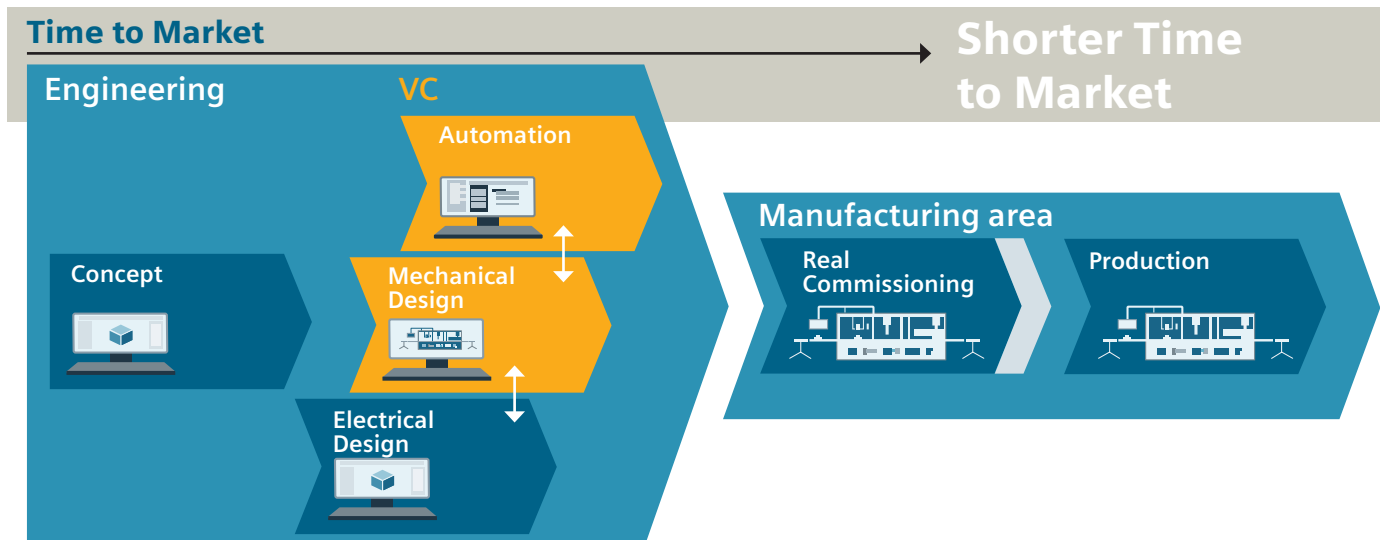 Time to Market
Shorter Time
to Market
Engineering
VC
Automation
Concept
Mechanical
Design
Electrical
Design
Manufacturing area
Real
Commissioning
Production